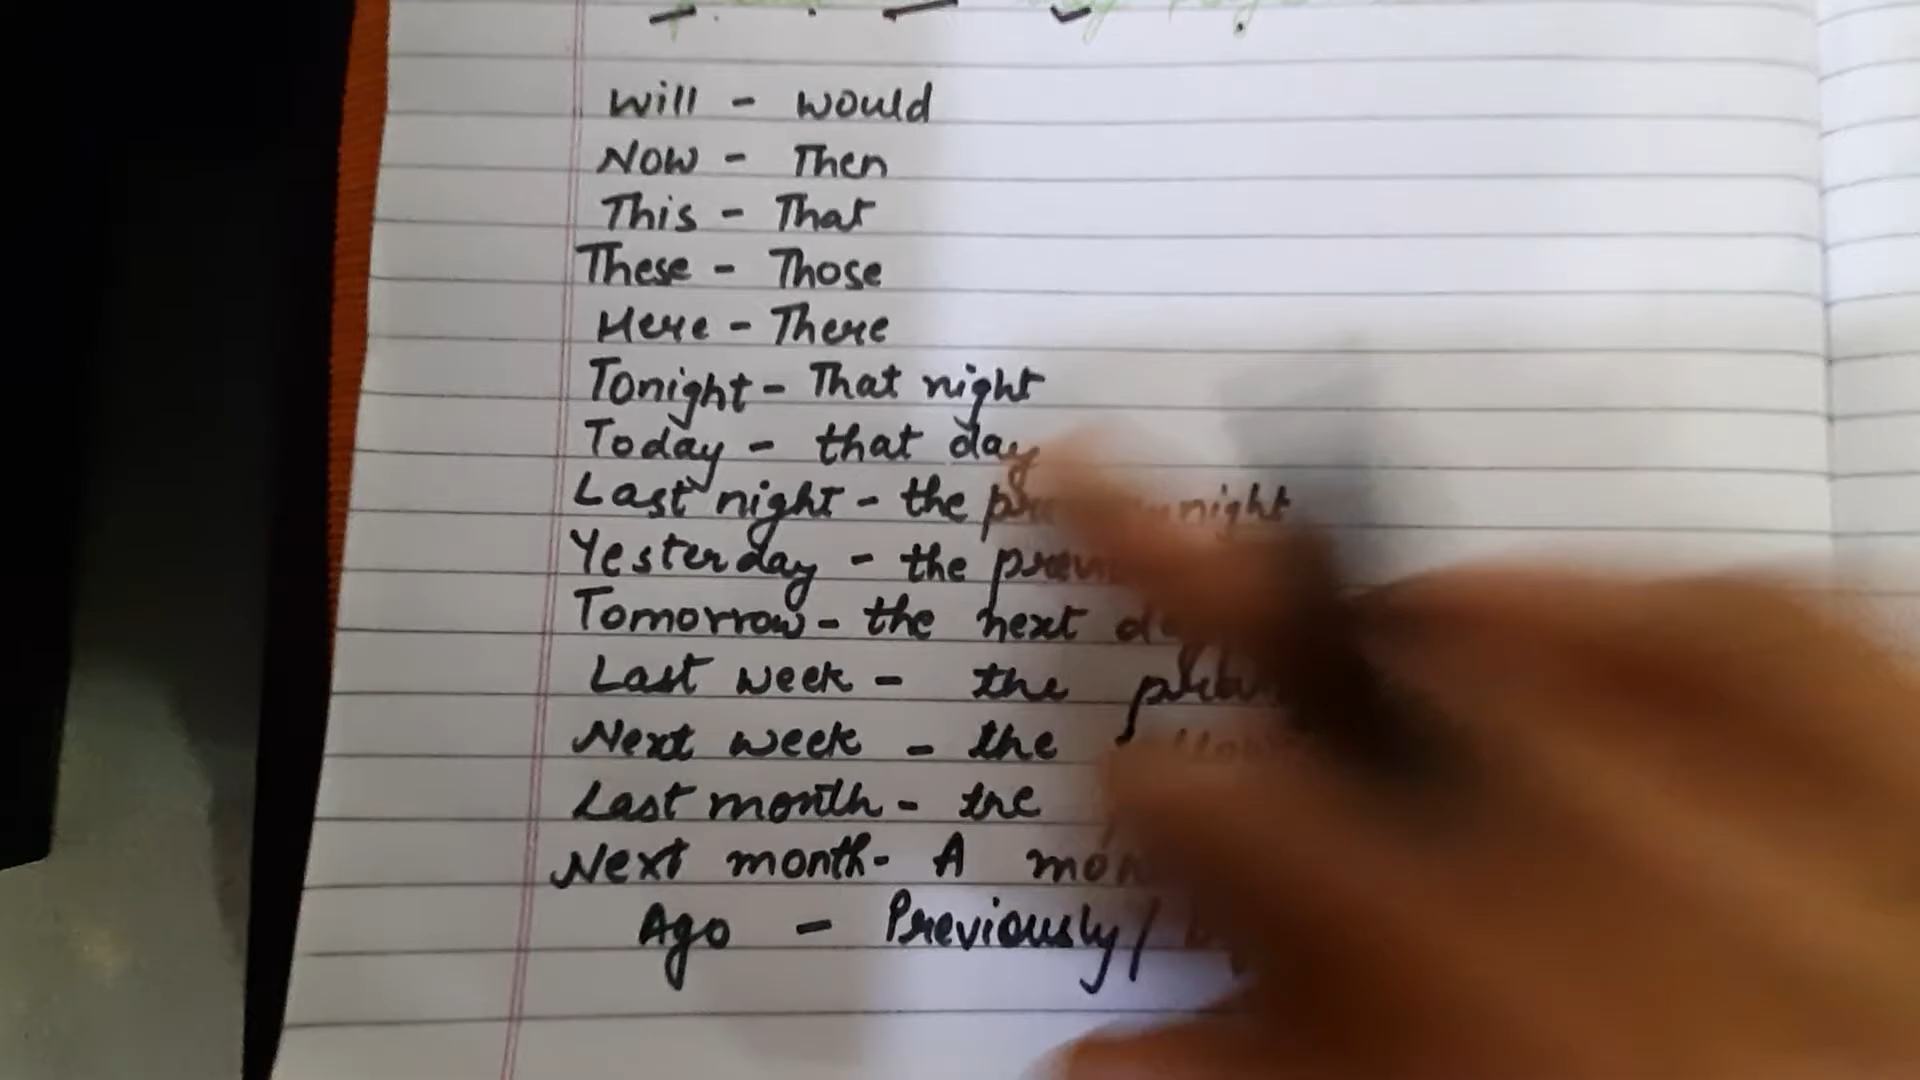 Will - Would
Now - Then
This - That
These - Those
Here - There
Tonight - That night
Today - that day
Last night - the night
Yesterday - the
Tomorrow - the next
Last week - the
Next week - the
Last month - the
Next month - A
Ago - Previously/